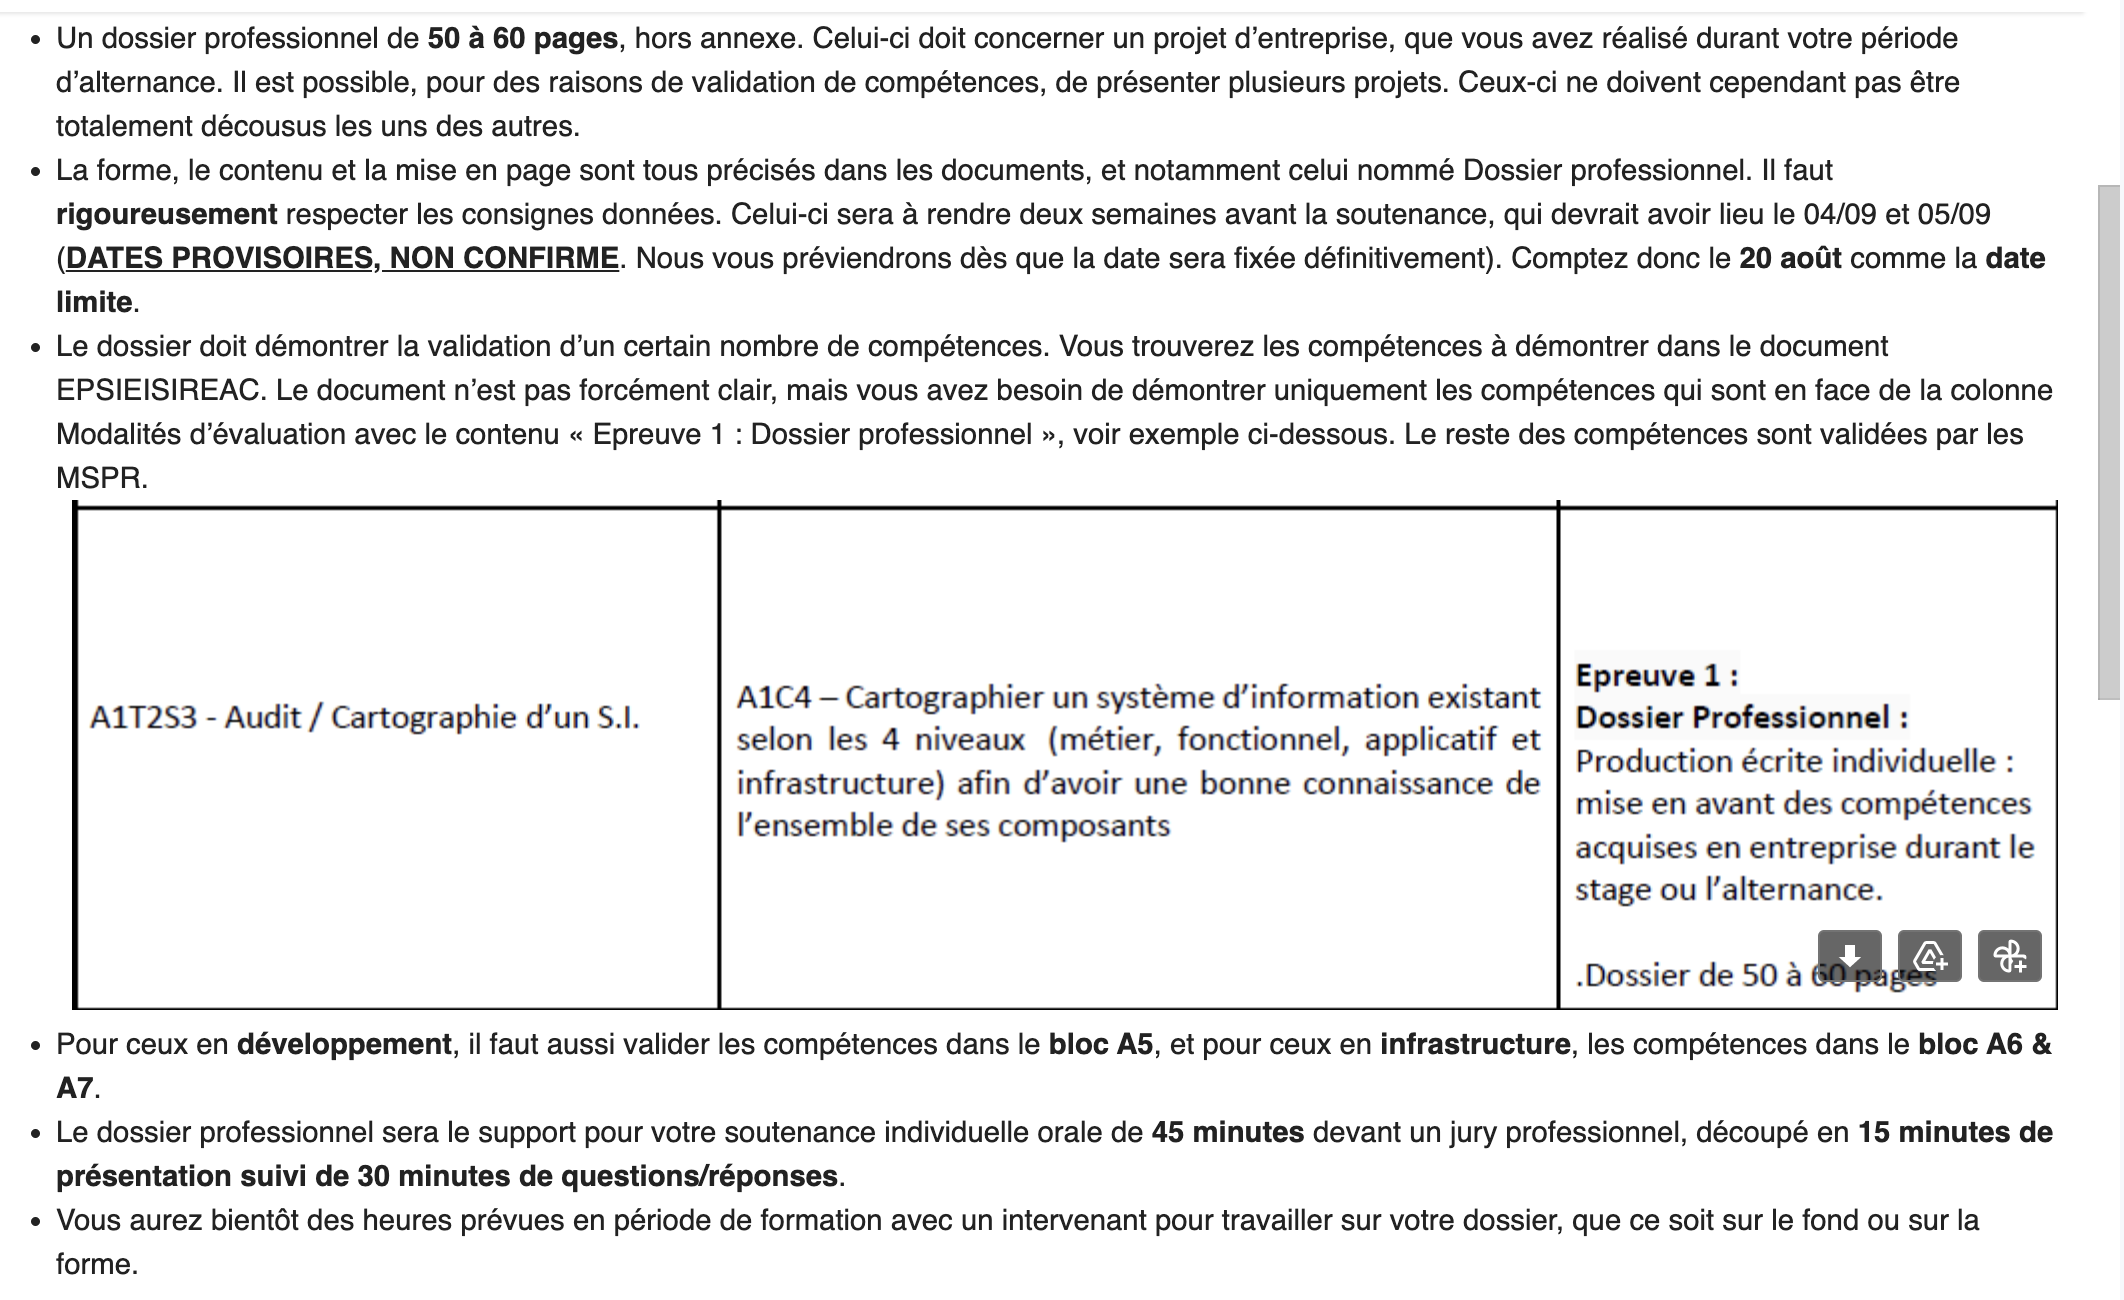 Un dossier professionnel de 50 à 60 pages, hors annexe. Celui-ci doit concerner un projet d’entreprise, que vous avez réalisé durant votre période
d’alternance. Il est possible, pour des raisons de validation de compétences, de présenter plusieurs projets. Ceux-ci ne doivent cependant pas être
totalement décousus les uns des autres.
La forme, le contenu et la mise en page sont tous précisés dans les documents, et notamment celui nommé Dossier professionnel. Il faut
rigoureusement respecter les consignes données. Celui-ci sera à rendre deux semaines avant la soutenance, qui devrait avoir lieu le 04/09 et 05/09
(DATES PROVISOIRES, NON CONFIRME. Nous vous préviendrons dès que la date sera fixée définitivement). Comptez donc le 20 août comme la date
limite.
Le dossier doit démontrer la validation d’un certain nombre de compétences. Vous trouverez les compétences à démontrer dans le document
EPSIEISIREAC. Le document n’est pas forcément clair, mais vous avez besoin de démontrer uniquement les compétences qui sont en face de la colonne
Modalités d’évaluation avec le contenu « Epreuve 1 : Dossier professionnel », voir exemple ci-dessous. Le reste des compétences sont validées par les
MSPR.
A1T2S3 - Audit / Cartographie d’un S.I.
A1C4 – Cartographier un système d’information existant
selon les 4 niveaux (métier, fonctionnel, applicatif et
infrastructure) afin d’avoir une bonne connaissance de
l’ensemble de ses composants
Epreuve 1 :
Dossier Professionnel :
Production écrite individuelle :
mise en avant des compétences
acquises en entreprise durant le
stage ou l’alternance.
.Dossier de 50 à 60 pages
Pour ceux en développement, il faut aussi valider les compétences dans le bloc A5, et pour ceux en infrastructure, les compétences dans le bloc A6 &
A7.
Le dossier professionnel sera le support pour votre soutenance individuelle orale de 45 minutes devant un jury professionnel, découpé en 15 minutes de
présentation suivi de 30 minutes de questions/réponses.
Vous aurez bientôt des heures prévues en période de formation avec un intervenant pour travailler sur votre dossier, que ce soit sur le fond ou sur la
forme.